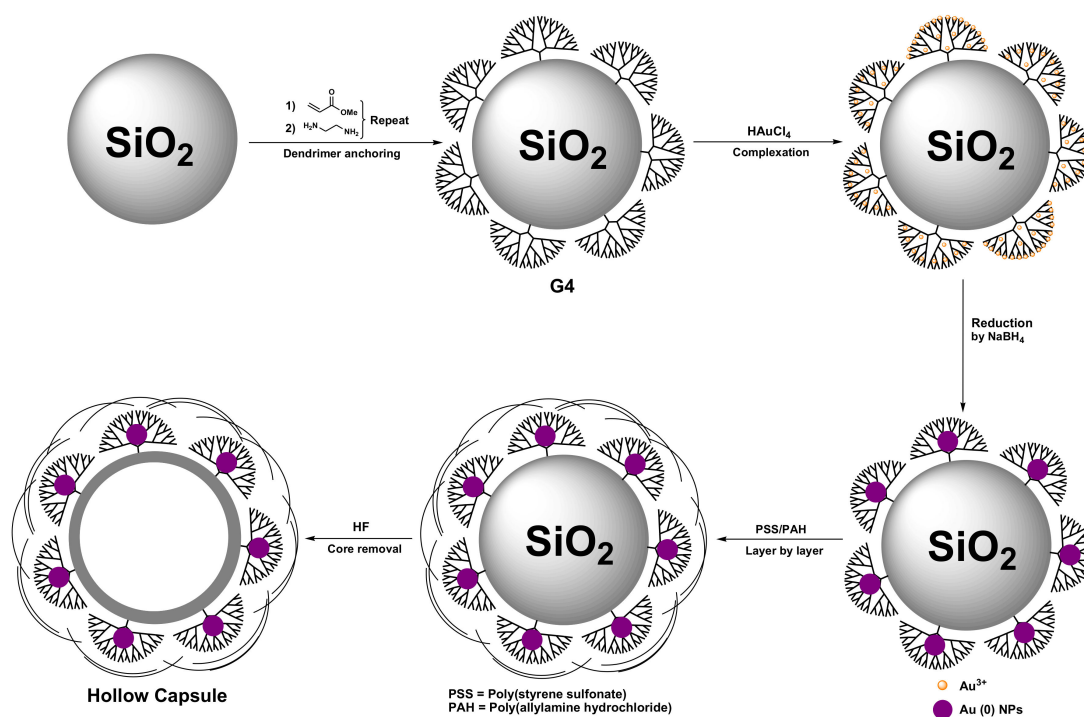 SiO2
1)
O
OMe
2)
H2N
NH2
Repeat
Dendrimer anchoring
SiO2
G4
HAuCl4
Complexation
SiO2
Reduction
by NaBH4
SiO2
Au3+
Au (0) NPs
PSS/PAH
Layer by layer
SiO2
PSS = Poly(styrene sulfonate)
PAH = Poly(allylamine hydrochloride)
HF
Core removal
Hollow Capsule